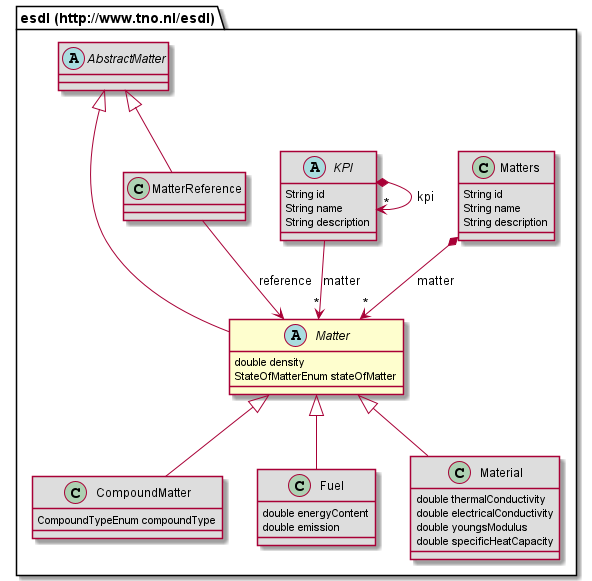 esdl (http://www.tno.nl/esdl)
A AbstractMatter
C MatterReference
A KPI
String id
String name
String description
kpi
*
C Matters
String id
String name
String description
reference
matter
*
matter
*
A Matter
double density
StateOfMatterEnum stateOfMatter
C CompoundMatter
CompoundTypeEnum compoundType
C Fuel
double energyContent
double emission
C Material
double thermalConductivity
double electricalConductivity
double youngsModulus
double specificHeatCapacity